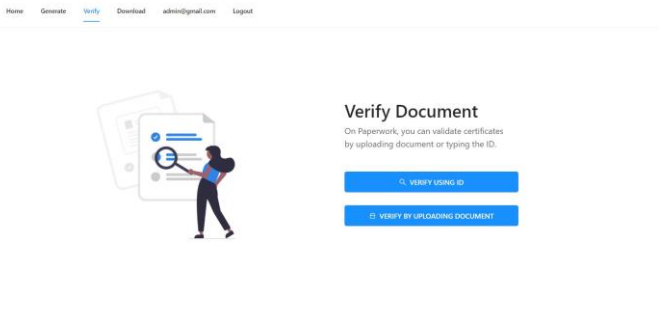 Home Generate Verify Download admin@gmail.com Logout
Verify Document
On Paperwork, you can validate certificates
by uploading document or typing the ID.
VERIFY USING ID
VERIFY BY UPLOADING DOCUMENT